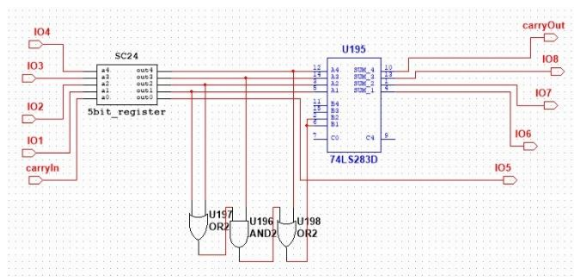 carryOut
IO4
SC24
U195
IO3
IO8
IO2
IO7
IO1
IO6
carryIn
IO5
a4 out4
a3 out3
a2 out2
a1 out1
a0 out0
5bit_register
12 A4 SUM_4 10
14 A3 SUM_3 13
A2 SUM_2 1
5 A1 SUM_1 4
11 B4
15 B3
2 B2
6 B1
7 C0 C4 9
74LS283D
U197
OR2
U196
AND2
U198
OR2